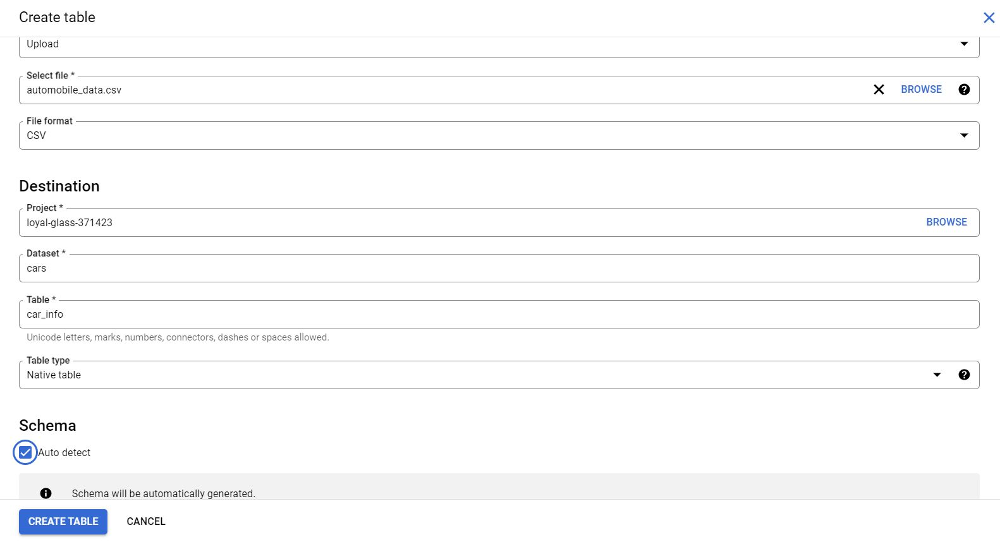 Create table
Upload
Select file *
automobile_data.csv
BROWSE
File format
CSV
Destination
Project *
loyal-glass-371423
BROWSE
Dataset *
cars
Table *
car_info
Unicode letters, marks, numbers, connectors, dashes or spaces allowed.
Table type
Native table
Schema
Auto detect
Schema will be automatically generated.
CREATE TABLE
CANCEL